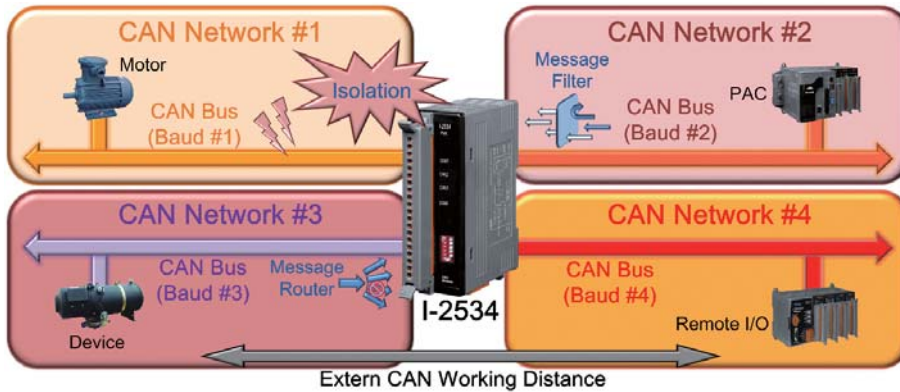 CAN Network #1
Motor
CAN Bus
(Baud #1)
Isolation
CAN Network #2
Message
Filter
CAN Bus
(Baud #2)
PAC
CAN Network #3
CAN Bus
(Baud #3)
Message
Router
Device
I-2534
CAN Network #4
CAN Bus
(Baud #4)
Remote I/O
Extern CAN Working Distance